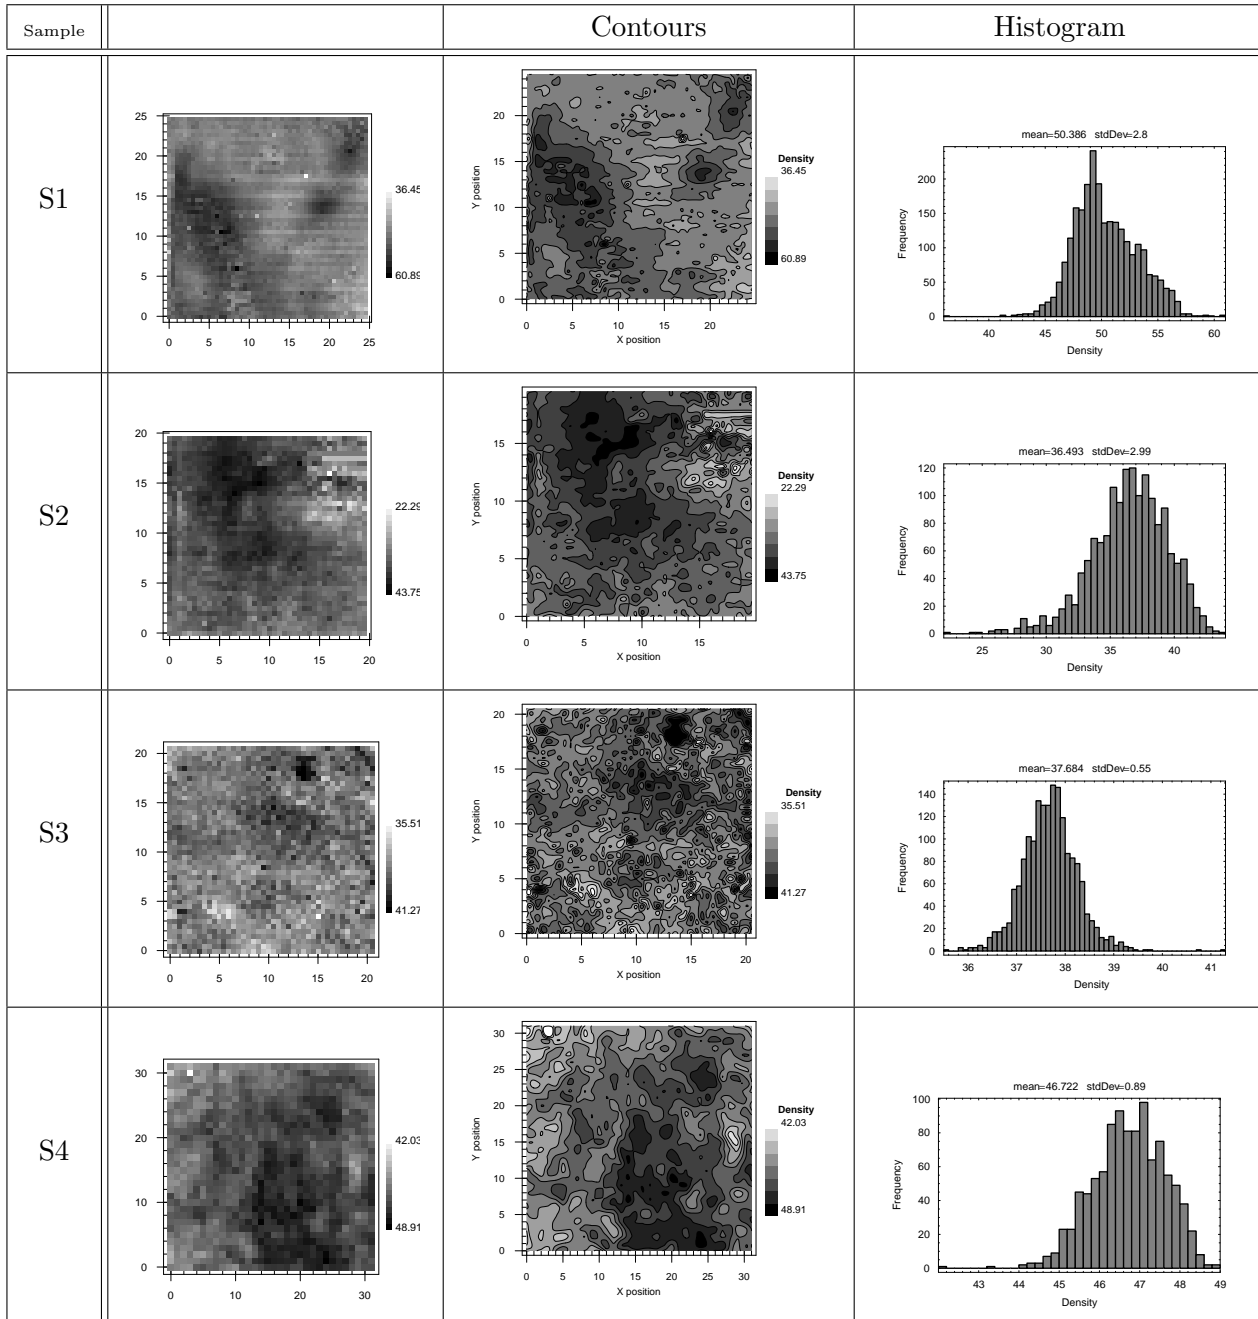 Sample Contours Histogram
S1
25
20
15
10
5
0
0 5 10 15 20 25
36.45
60.89
20
15
10
5
0
Y position
0 5 10 15 20
X position
Density
36.45
60.89
mean=50.386 stdDev=2.8
200
150
100
50
0
Frequency
40 45 50 55 60
Density
S2
20
15
10
5
0
0 5 10 15 20
22.29
43.75
15
10
5
0
Y position
0 5 10 15
X position
Density
22.29
43.75
mean=36.493 stdDev=2.99
120
100
80
60
40
20
0
Frequency
25 30 35 40
Density
S3
20
15
10
5
0
0 5 10 15 20
35.51
41.27
20
15
10
5
0
Y position
0 5 10 15 20
X position
Density
35.51
41.27
mean=37.684 stdDev=0.55
140
120
100
80
60
40
20
0
Frequency
36 37 38 39 40 41
Density
S4
30
20
10
0
0 10 20 30
42.03
48.91
30
25
20
15
10
5
0
Y position
0 5 10 15 20 25 30
X position
Density
42.03
48.91
mean=46.722 stdDev=0.89
100
80
60
40
20
0
Frequency
43 44 45 46 47 48 49
Density